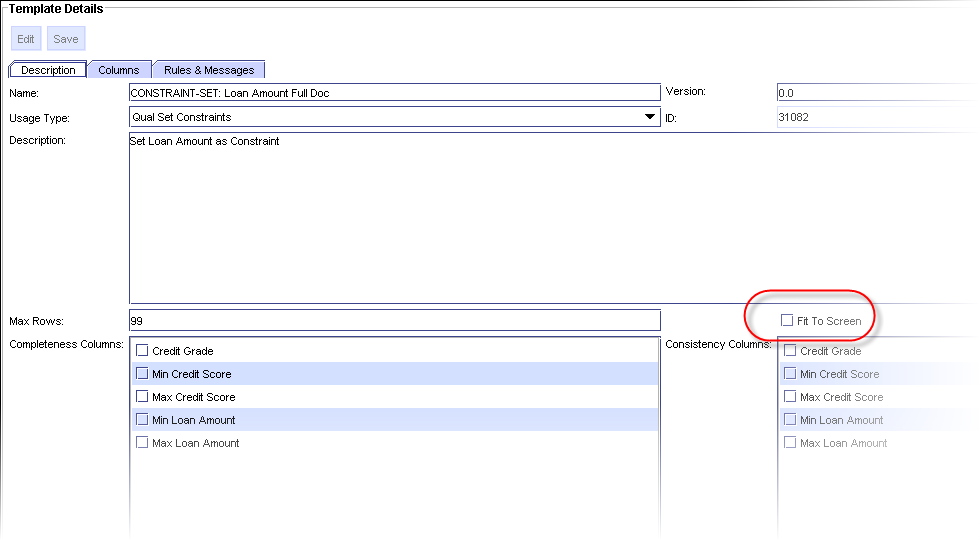 Template Details
Edit Save
Description Columns Rules & Messages
Name: CONSTRAINT-SET: Loan Amount Full Doc Version: 0.0
Usage Type: Qual Set Constraints ID: 31082
Description: Set Loan Amount as Constraint
Max Rows: 99 Fit To Screen
Completeness Columns: Credit Grade Consistency Columns: Credit Grade
Min Credit Score Min Credit Score
Max Credit Score Max Credit Score
Min Loan Amount Min Loan Amount
Max Loan Amount Max Loan Amount